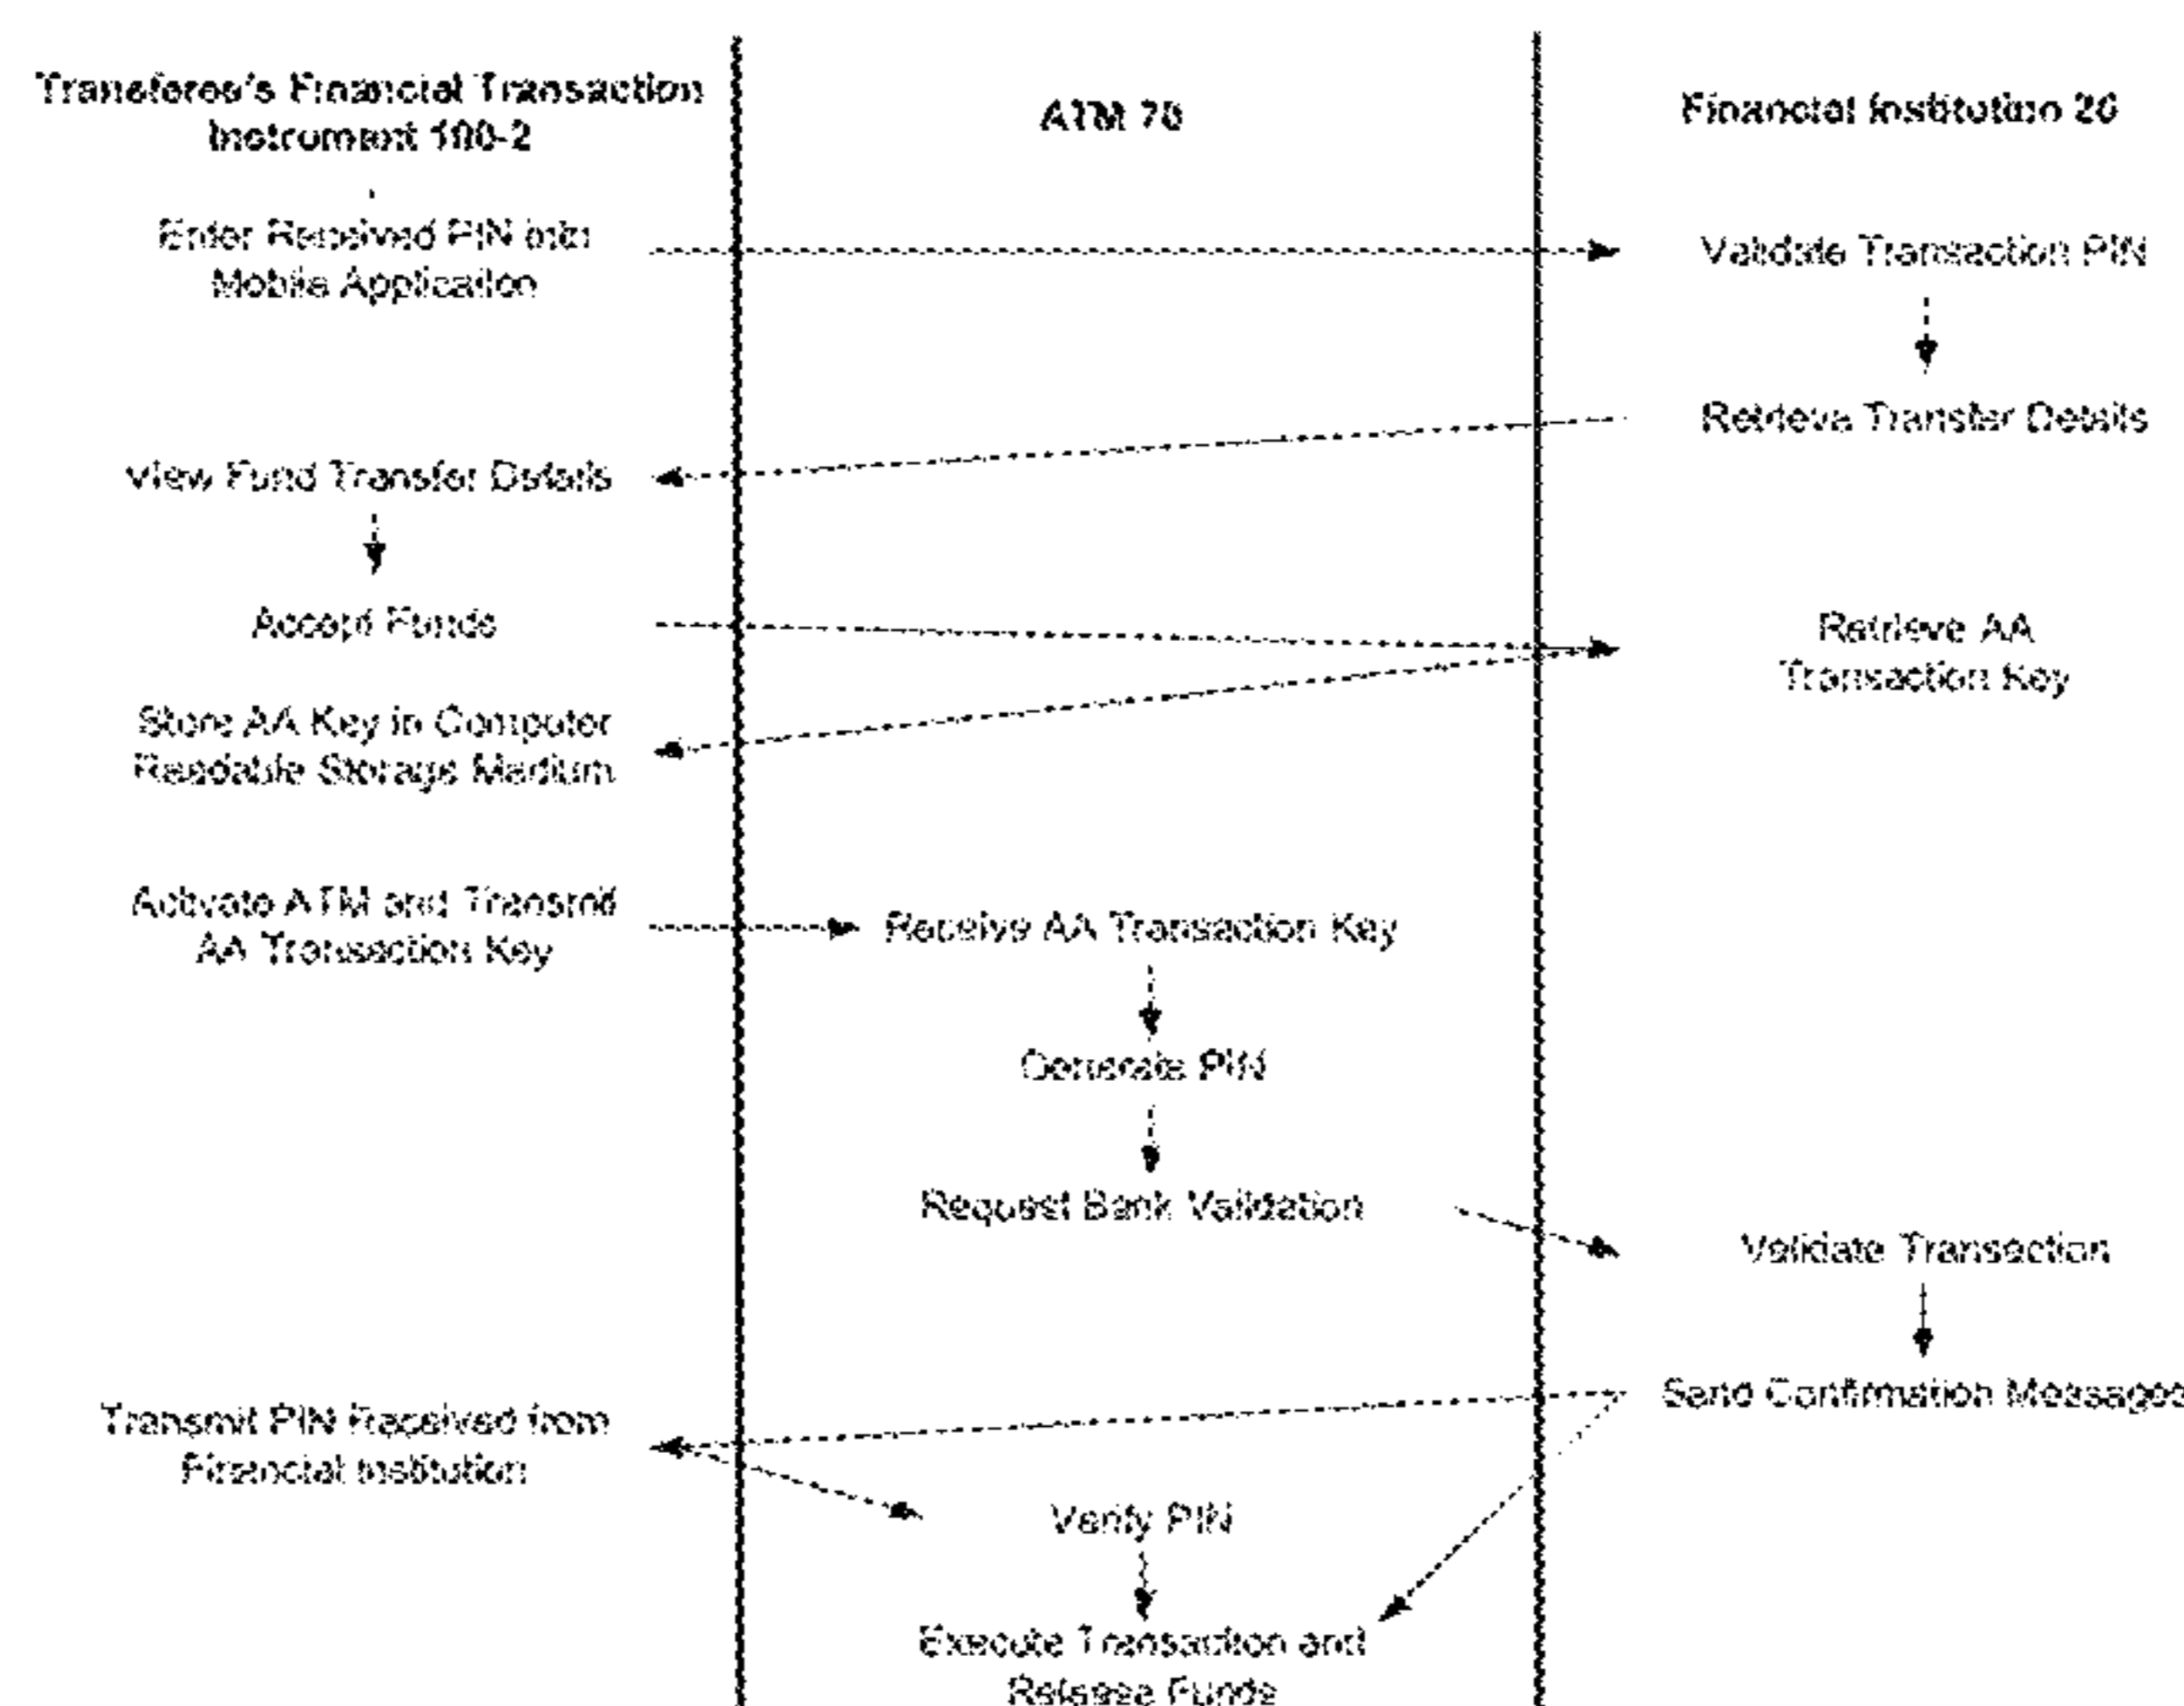 Transferee's Financial Transaction
Instrument 100-2
ATM 70
Financial Institution 20
Enter Received PIN into
Mobile Application
Validate Transaction PIN
Retrieve Transfer Details
View Fund Transfer Details
Accept Funds
Retrieve AA
Transaction Key
Store AA Key in Computer
Readable Storage Medium
Activate ATM and Transmit
AA Transaction Key
Receive AA Transaction Key
Generate PIN
Request Bank Validation
Validate Transaction
Send Confirmation Messages
Transmit PIN Received from
Financial Institution
Verify PIN
Execute Transaction and
Release Funds